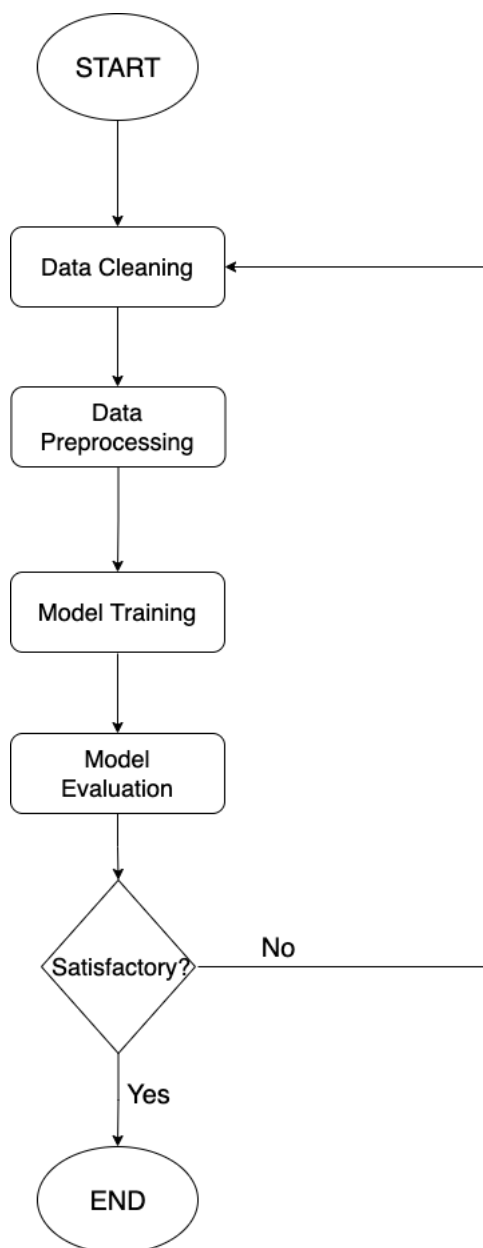 START
Data Cleaning
Data
Preprocessing
Model Training
Model
Evaluation
Satisfactory?
No
Yes
END